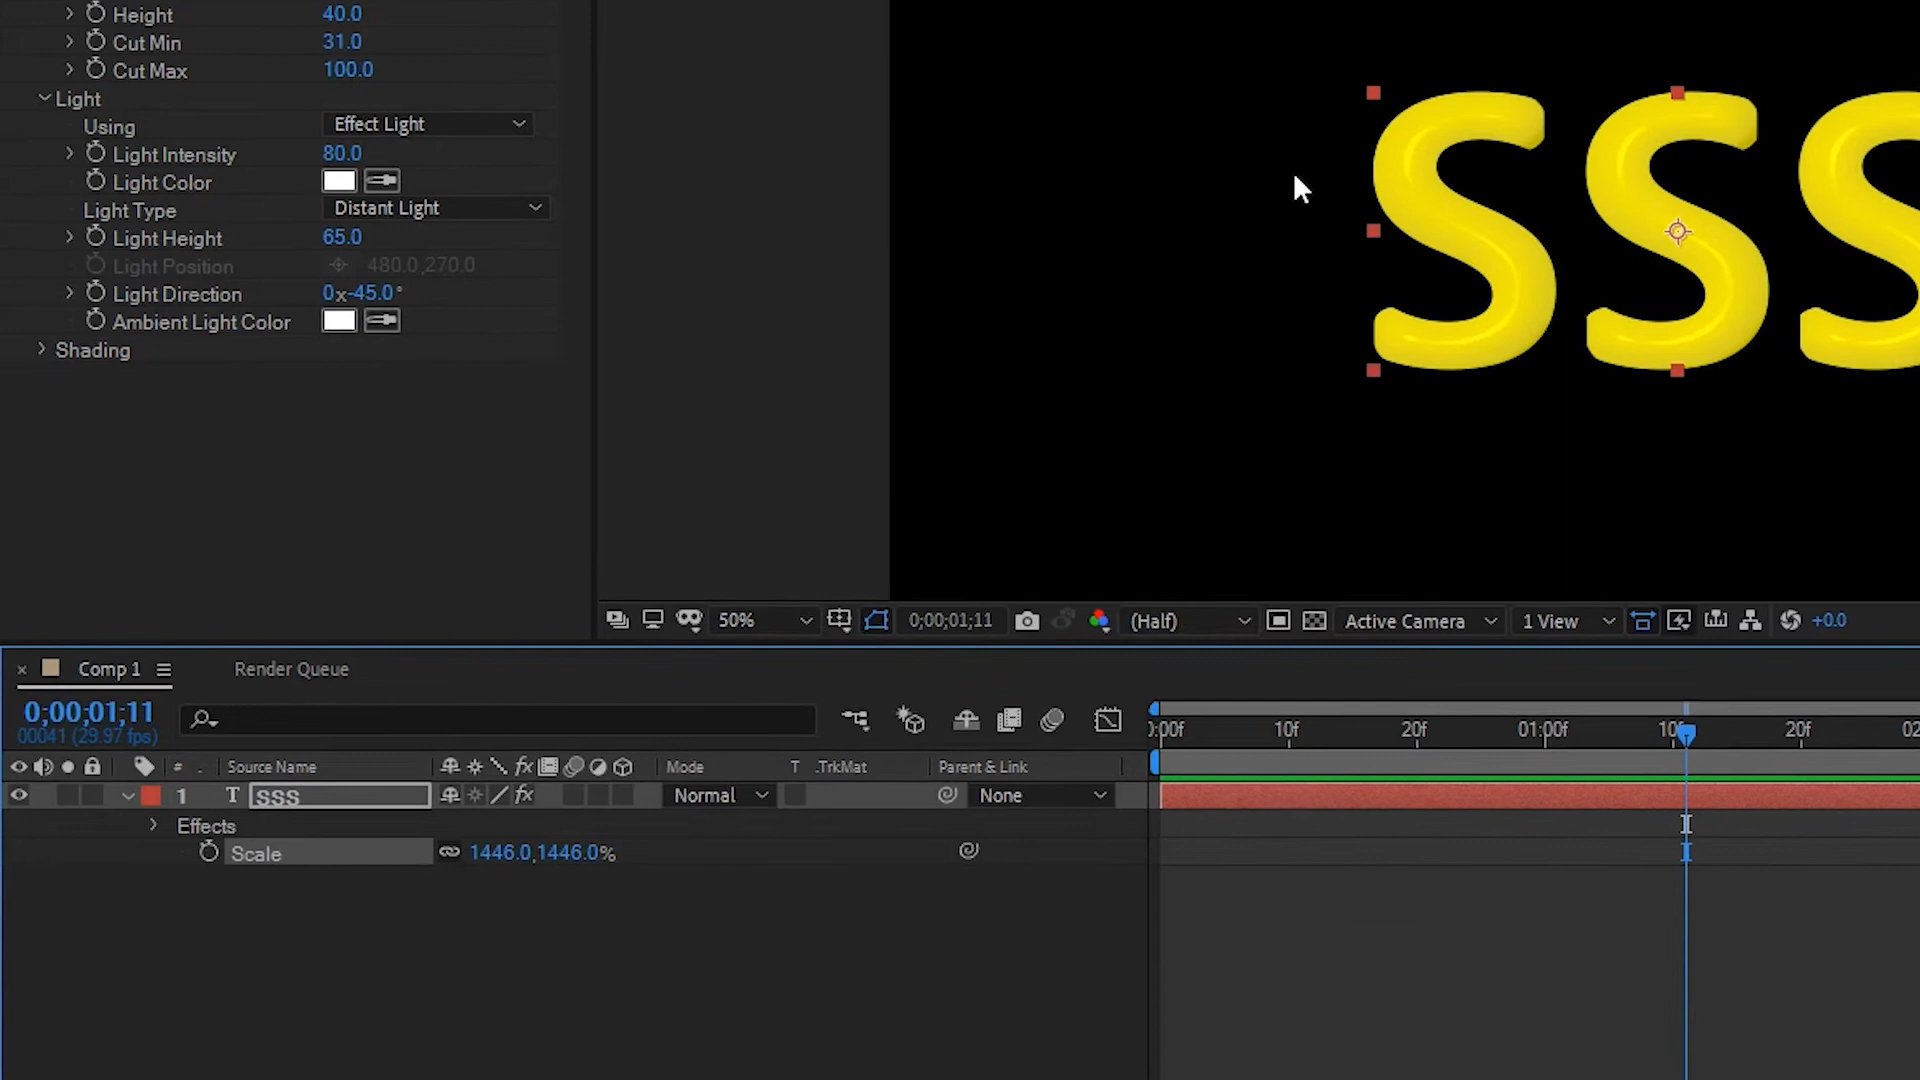 Height 40.0
Cut Min 31.0
Cut Max 100.0
Light
Using Effect Light
Light Intensity 80.0
Light Color
Light Type Distant Light
Light Height 65.0
Light Position 480.0,270.0
Light Direction 0x-45.0°
Ambient Light Color
Shading
SSS
50% 0;00;01;11 (Half) Active Camera 1 View +0.0
× Comp 1 Render Queue
0;00;01;11
00041 (29.97 fps)
0:00f 10f 20f 01:00f 10f 20f 02
# . Source Name fx Mode T .TrkMat Parent & Link
1 T SSS fx Normal None
Effects
Scale 1446.0,1446.0%